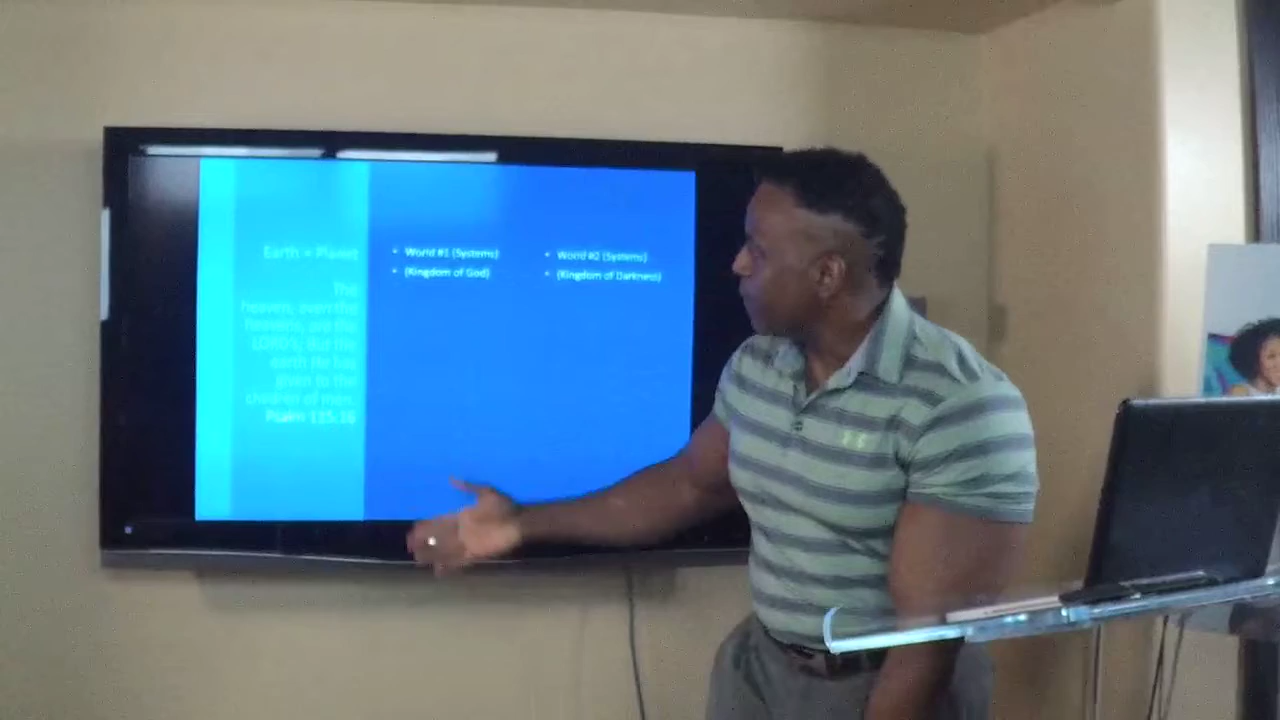 Earth = Planet
The
heaven, even the
heavens, are the
LORD'S; But the
earth He has
given to the
children of men.
Psalm 115:16
• World #1 (Systems)
• (Kingdom of God)
• World #2 (Systems)
• (Kingdom of Darkness)